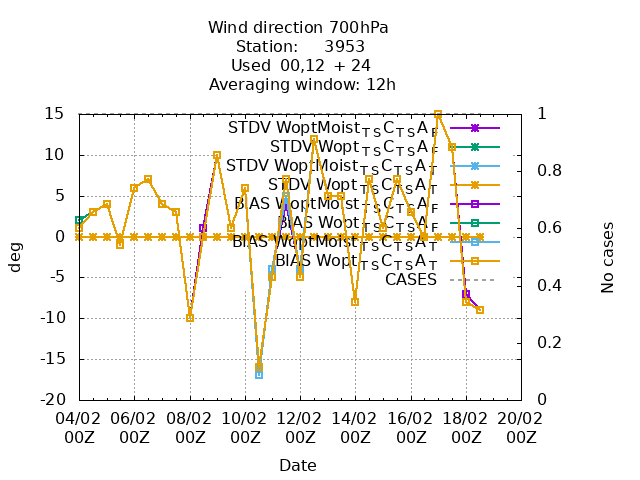 Wind direction 700hPa
Station: 3953
Used 00,12 + 24
Averaging window: 12h
15 1
STDV WoptMoist_TS C_TS A_F
STDV Wopt_TS C_TS A_F
10
STDV WoptMoist_TS C_TS A_T
0.8
STDV Wopt_TS C_TS A_T
5
BIAS WoptMoist_TS C_TS A_F
BIAS Wopt_TS C_TS A_F
0.6
0
BIAS WoptMoist_TS C_TS A_T
BIAS Wopt_TS C_TS A_T
-5
CASES
0.4
-10
0.2
-15
-20 0
deg
No cases
04/02 06/02 08/02 10/02 12/02 14/02 16/02 18/02 20/02
00Z 00Z 00Z 00Z 00Z 00Z 00Z 00Z 00Z
Date